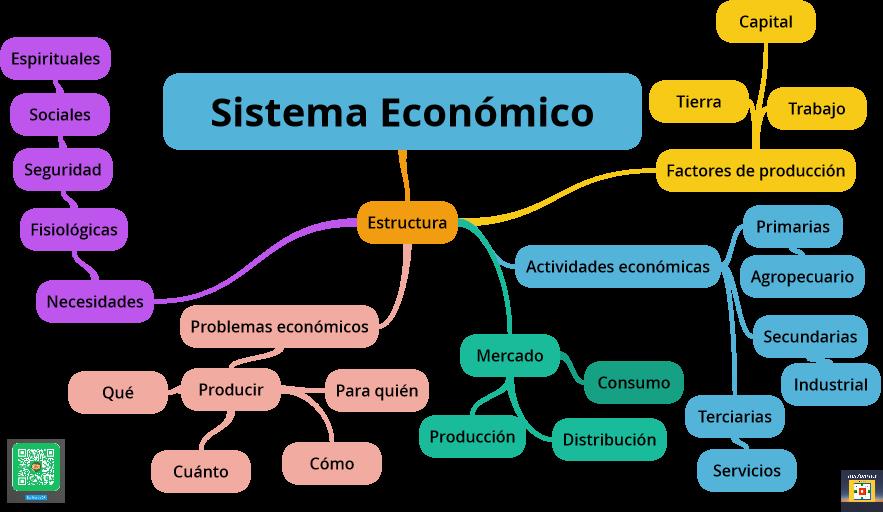 Sistema Económico
Estructura
Necesidades
Fisiológicas
Seguridad
Sociales
Espirituales
Factores de producción
Tierra
Capital
Trabajo
Actividades económicas
Primarias
Agropecuario
Secundarias
Industrial
Terciarias
Servicios
Mercado
Consumo
Producción
Distribución
Problemas económicos
Producir
Qué
Para quién
Cuánto
Cómo